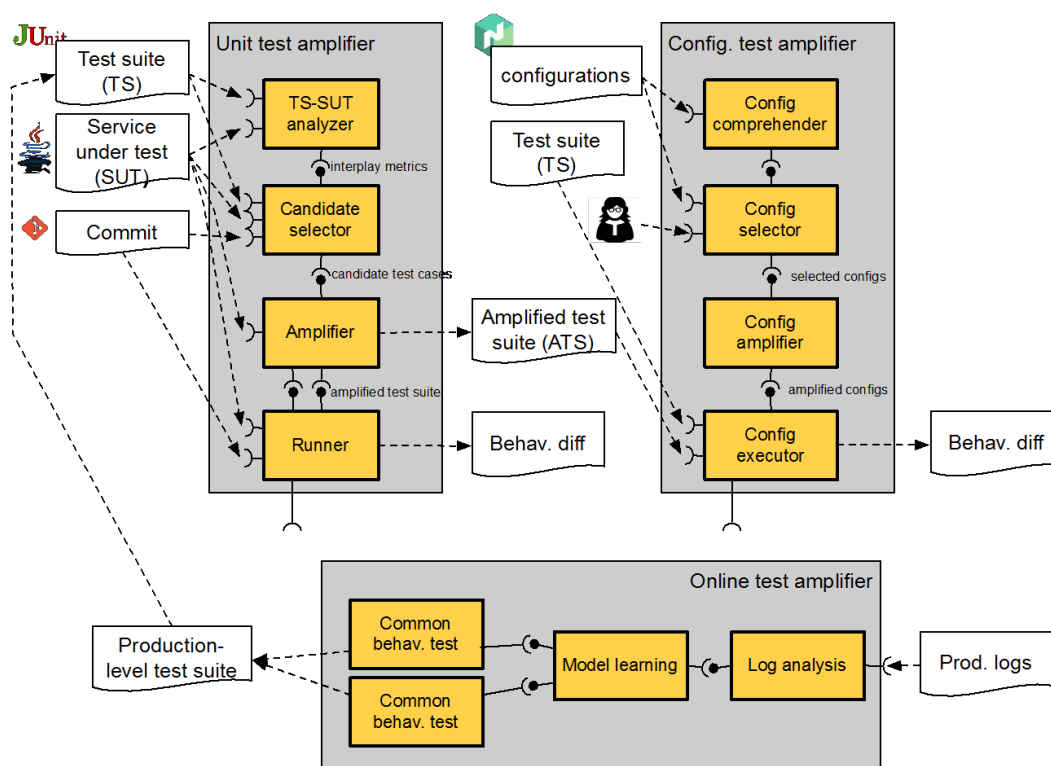 JUnit
Test suite
(TS)
Service
under test
(SUT)
Commit
Unit test amplifier
TS-SUT
analyzer
interplay metrics
Candidate
selector
candidate test cases
Amplifier
amplified test suite
Runner
Amplified test
suite (ATS)
Behav. diff
configurations
Test suite
(TS)
Config. test amplifier
Config
comprehender
Config
selector
selected configs
Config
amplifier
amplified configs
Config
executor
Behav. diff
Online test amplifier
Production-
level test suite
Common
behav. test
Common
behav. test
Model learning
Log analysis
Prod. logs